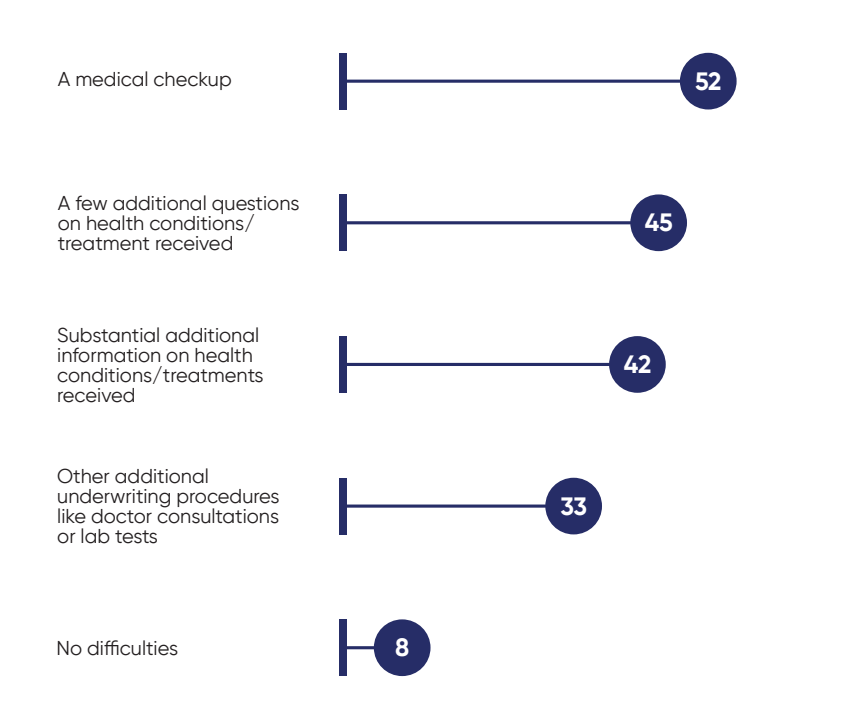 A medical checkup
52
A few additional questions
on health conditions/
treatment received
45
Substantial additional
information on health
conditions/treatments
received
42
Other additional
underwriting procedures
like doctor consultations
or lab tests
33
No difficulties
8